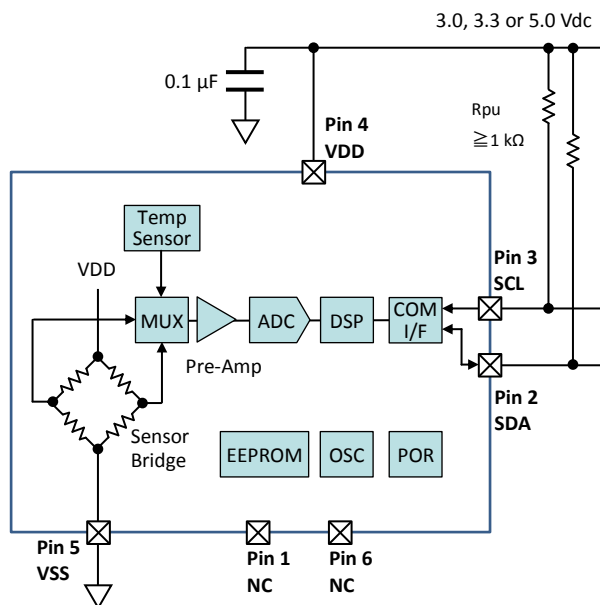 3.0, 3.3 or 5.0 Vdc
0.1 µF
Rpu
≧1 kΩ
Pin 4
VDD
Temp
Sensor
VDD
Pin 3
SCL
MUX
ADC
DSP
COM
I/F
Pre-Amp
Pin 2
SDA
Sensor
Bridge
EEPROM
OSC
POR
Pin 5
VSS
Pin 1
NC
Pin 6
NC